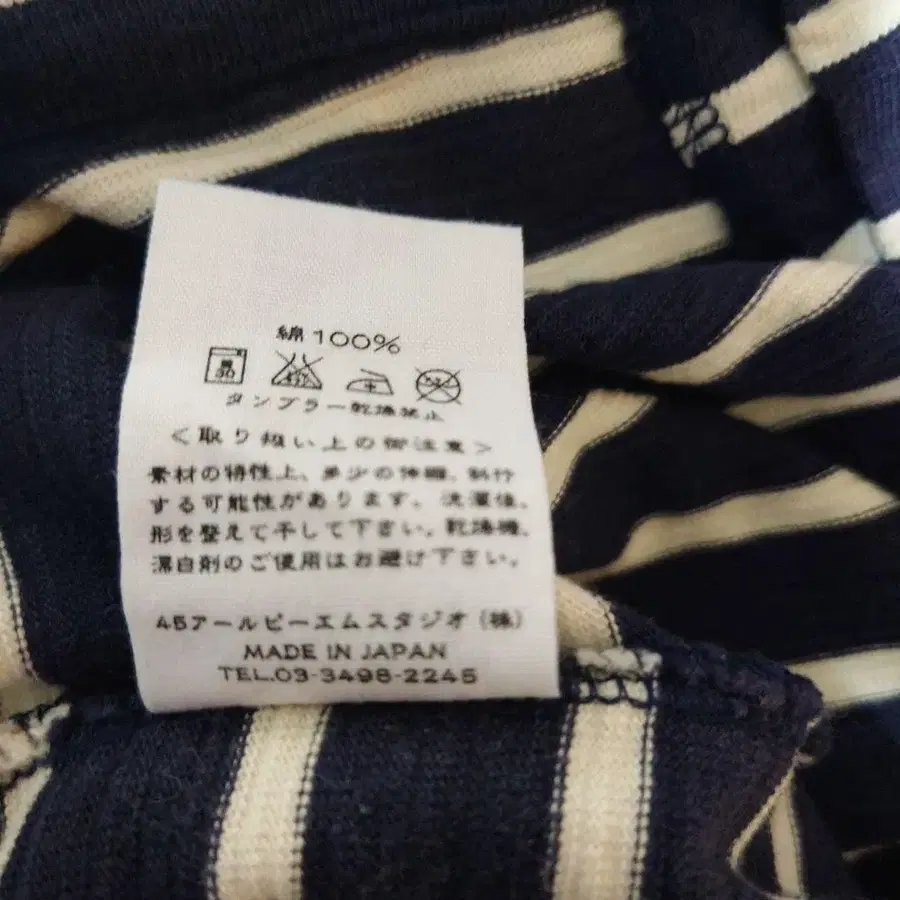 綿 100%
弱
30
タンブラー乾燥禁止
<取り扱い上の御注意>
素材の特性上、多少の伸縮、斜行
する可能性があります。洗濯後、
形を整えて干して下さい。乾燥機、
漂白剤のご使用はお避け下さい。
45アールピーエムスタジオ(株)
MADE IN JAPAN
TEL.03-3498-2245